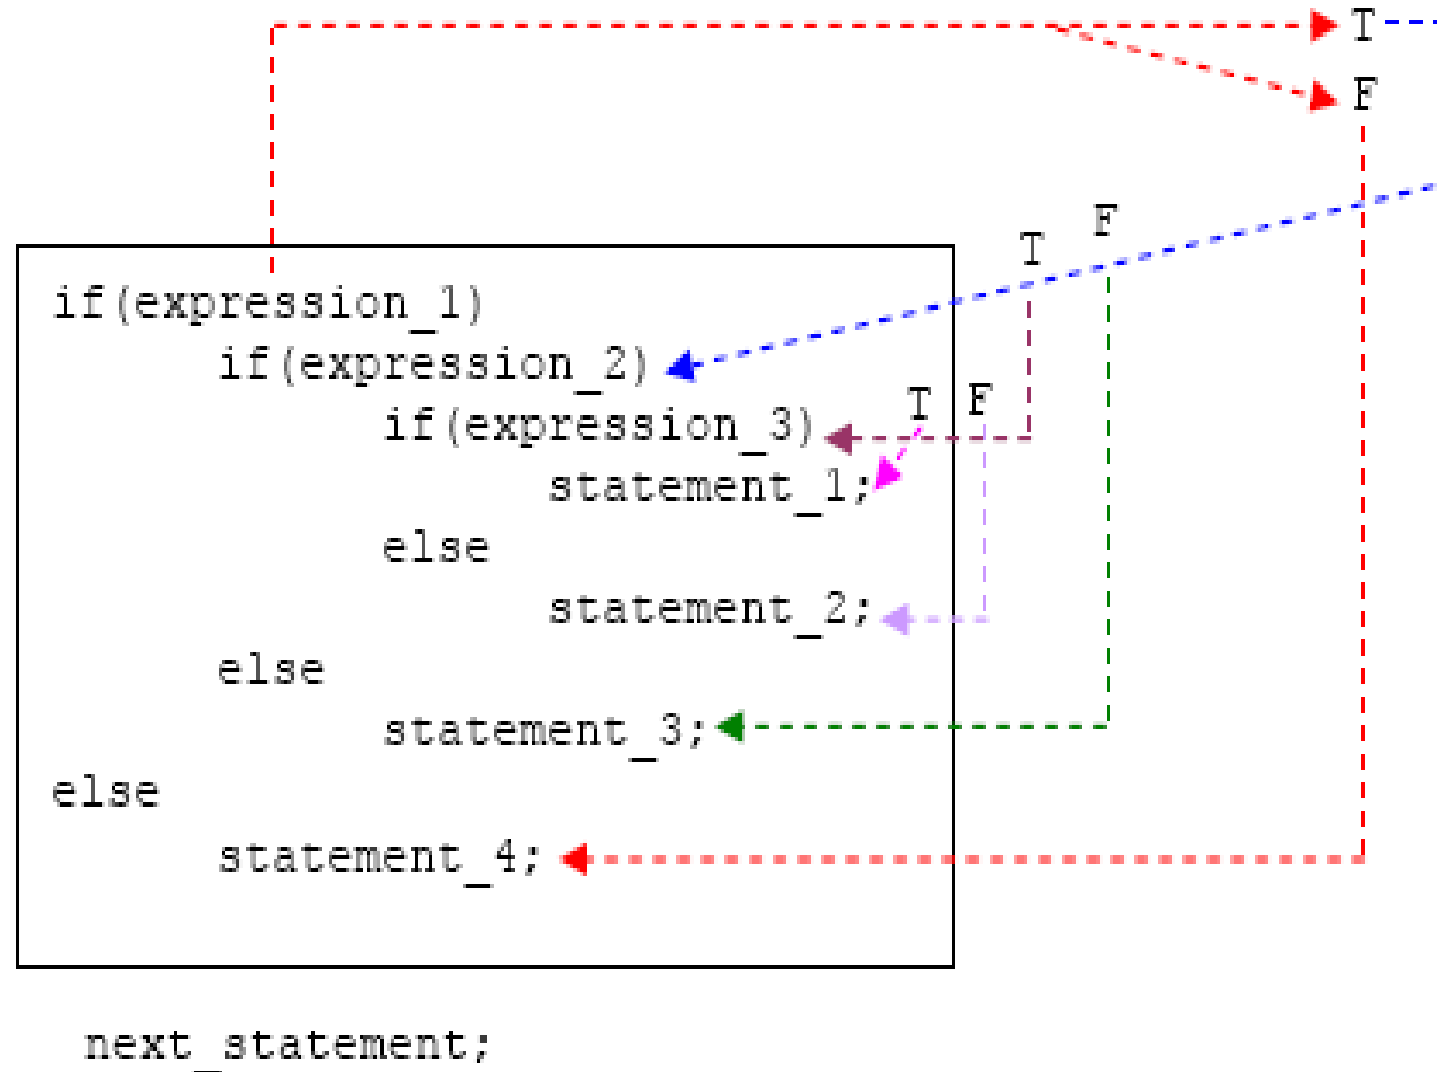 T
F
F
T
if(expression_1)
if(expression_2)
T F
if(expression_3)
statement_1;
else
statement_2;
else
statement_3;
else
statement_4;
next_statement;